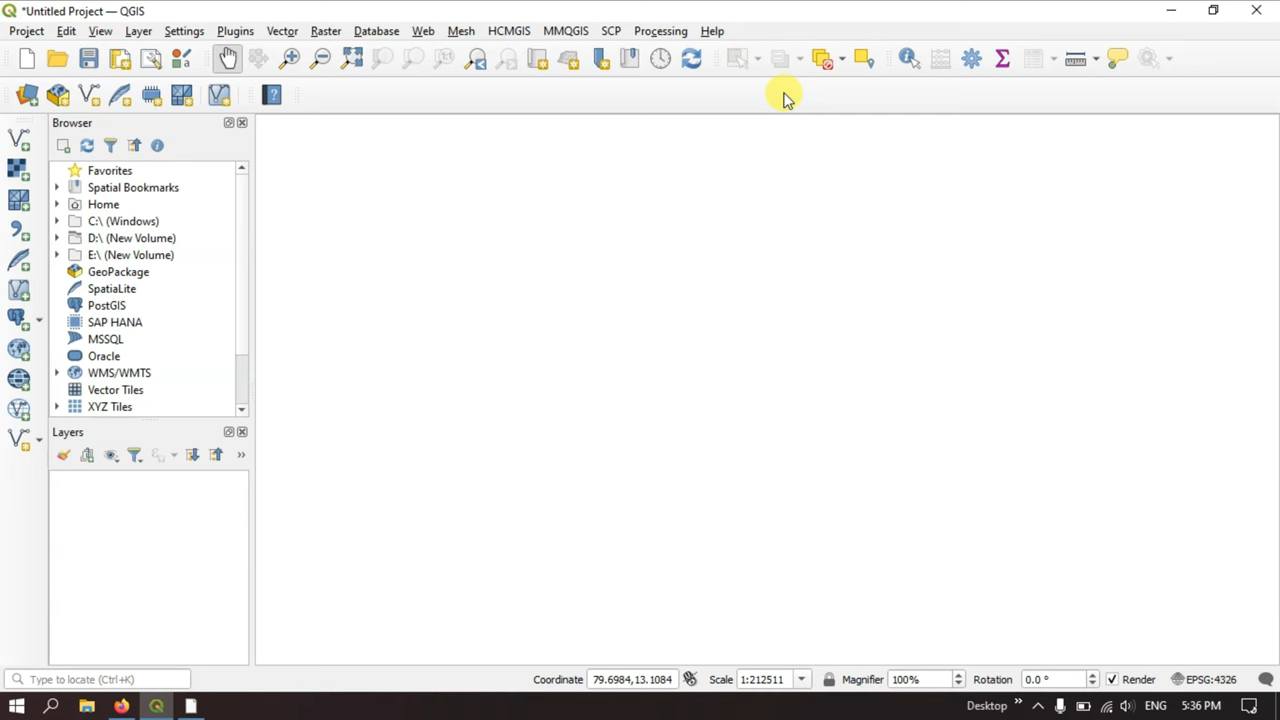 *Untitled Project — QGIS
Project Edit View Layer Settings Plugins Vector Raster Database Web Mesh HCMGIS MMQGIS SCP Processing Help
Browser
Favorites
Spatial Bookmarks
Home
C:\ (Windows)
D:\ (New Volume)
E:\ (New Volume)
GeoPackage
SpatiaLite
PostGIS
SAP HANA
MSSQL
Oracle
WMS/WMTS
Vector Tiles
XYZ Tiles
Layers
Type to locate (Ctrl+K) Coordinate 79.6984,13.1084 Scale 1:212511 Magnifier 100% Rotation 0.0 ° Render EPSG:4326
Desktop ENG 5:36 PM